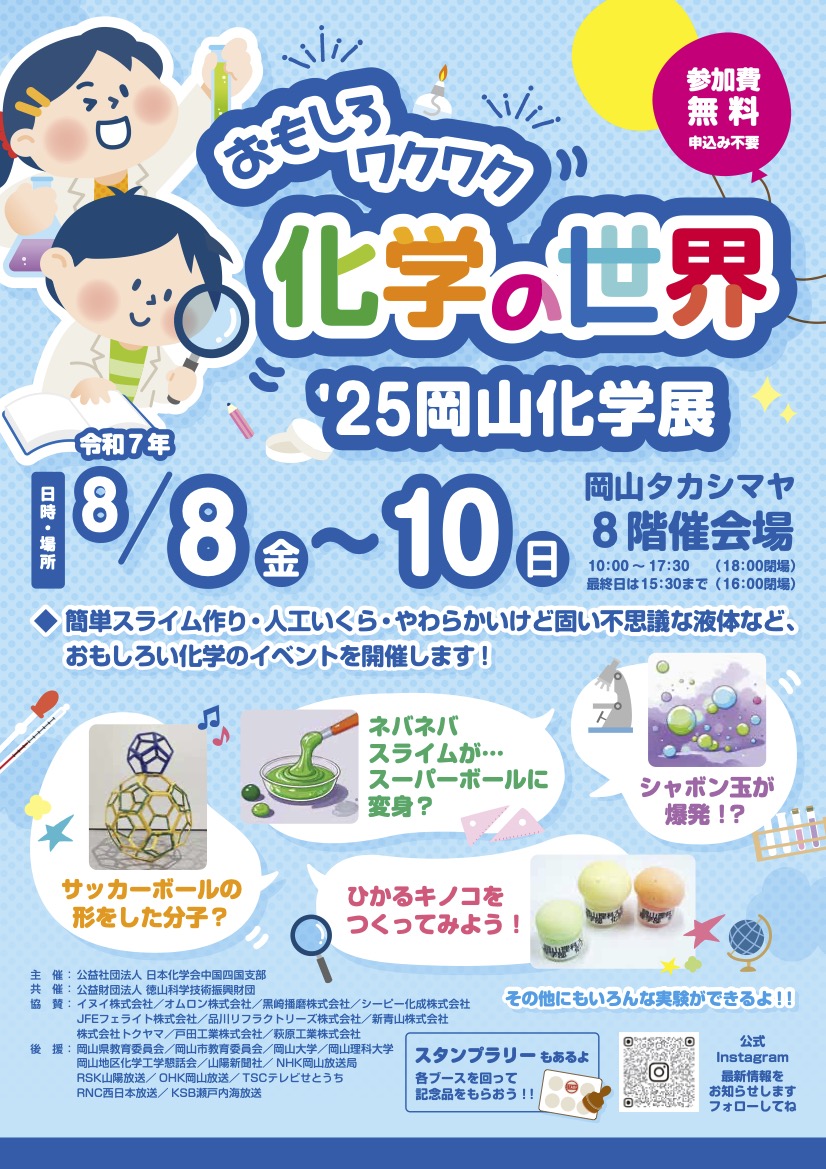 参加費
無料
申込み不要
おもしろ
ワクワク
化学の世界
'25岡山化学展
令和7年
日時・場所
8/8金〜10日
岡山タカシマヤ
8階催会場
10:00～17:30 （18:00閉場）
最終日は15:30まで（16:00閉場）
◆ 簡単スライム作り・人工いくら・やわらかいけど固い不思議な液体など、
おもしろい化学のイベントを開催します！
ネバネバ
スライムが…
スーパーボールに
変身？
シャボン玉が
爆発！？
サッカーボールの
形をした分子？
ひかるキノコを
つくってみよう！
その他にもいろんな実験ができるよ！！
主 催：公益社団法人 日本化学会中国四国支部
共 催：公益財団法人 徳山科学技術振興財団
協 賛：イヌイ株式会社／オムロン株式会社／黒崎播磨株式会社／シービー化成株式会社
JFEフェライト株式会社／品川リフラクトリーズ株式会社／新青山株式会社
株式会社トクヤマ／戸田工業株式会社／萩原工業株式会社
後 援：岡山県教育委員会／岡山市教育委員会／岡山大学／岡山理科大学
岡山地区化学工学懇話会／山陽新聞社／ NHK岡山放送局
RSK山陽放送／ OHK岡山放送／ TSCテレビせとうち
RNC西日本放送／ KSB瀬戸内海放送
スタンプラリーもあるよ
各ブースを回って
記念品をもらおう！！
公式
Instagram
最新情報を
お知らせします
フォローしてね